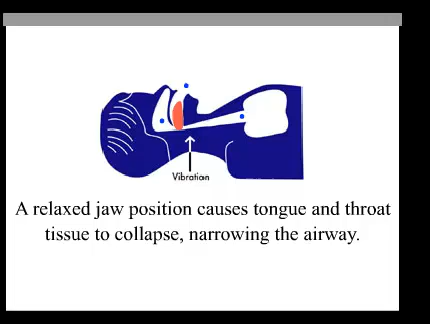 Vibration
A relaxed jaw position causes tongue and throat
tissue to collapse, narrowing the airway.